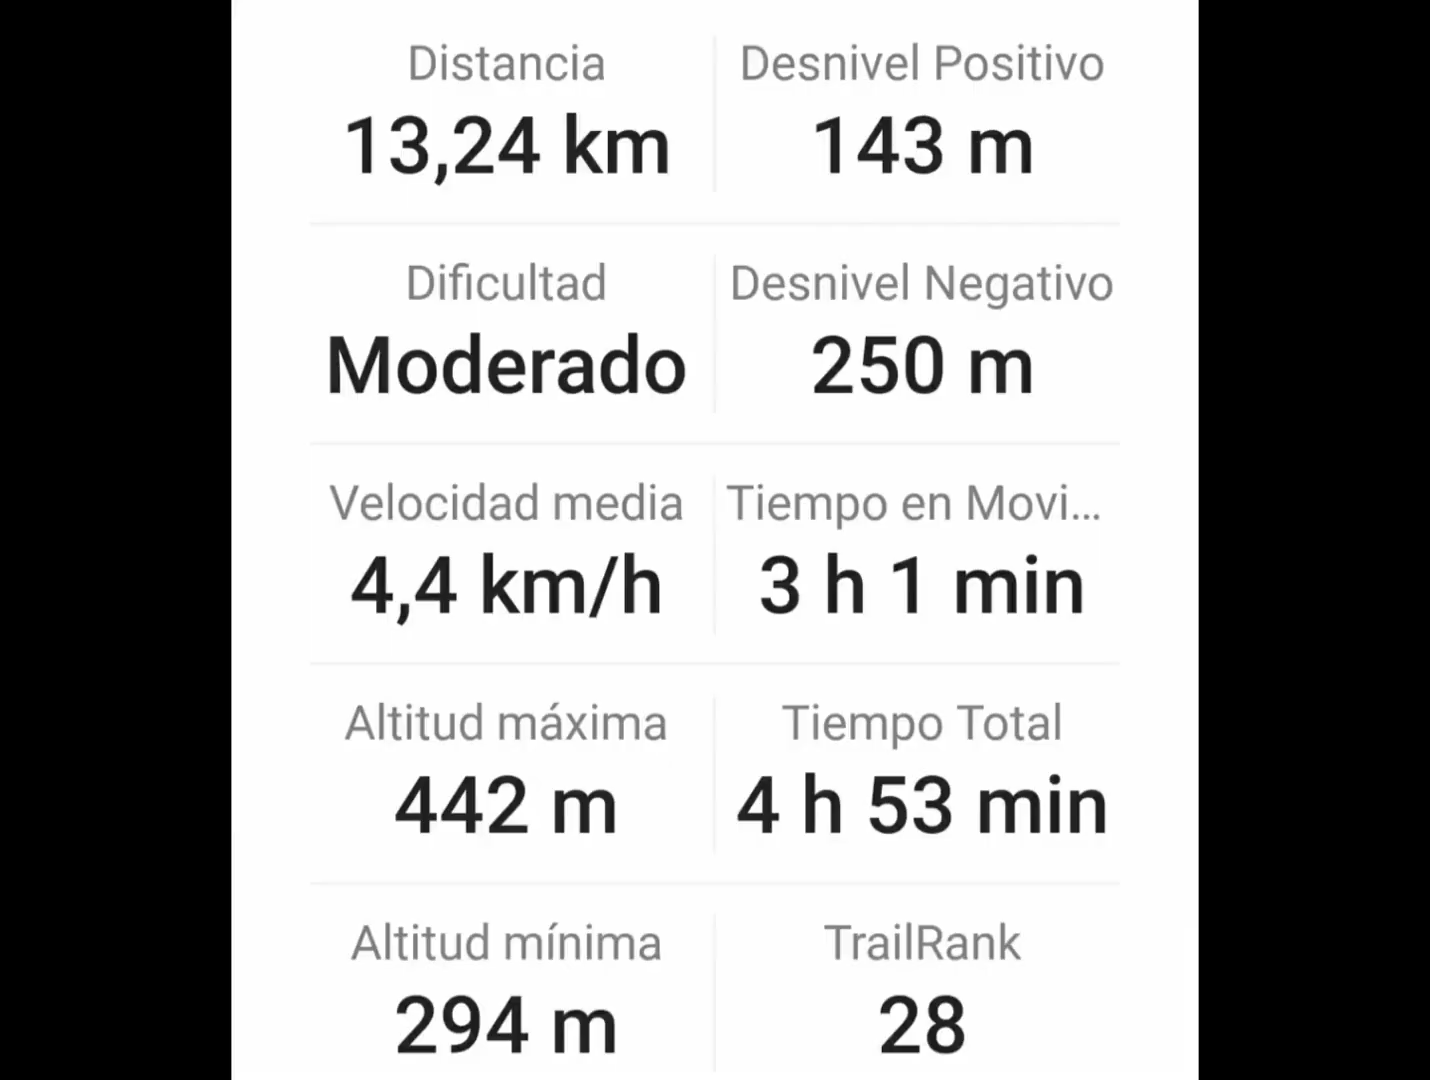 Distancia
13,24 km
Desnivel Positivo
143 m
Dificultad
Moderado
Desnivel Negativo
250 m
Velocidad media
4,4 km/h
Tiempo en Movi...
3 h 1 min
Altitud máxima
442 m
Tiempo Total
4 h 53 min
Altitud mínima
294 m
TrailRank
28